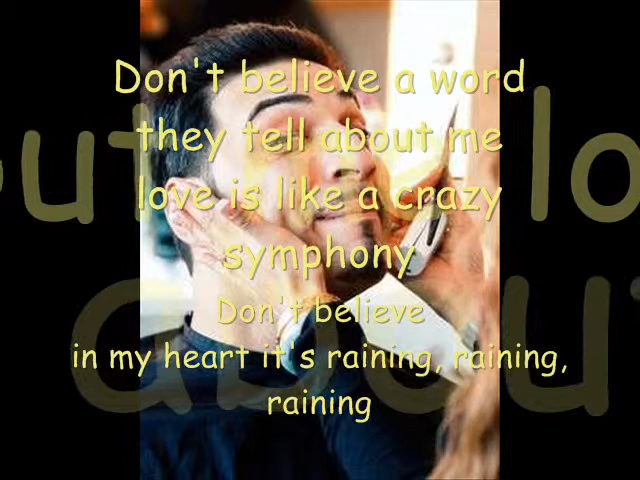 Don't believe a word
they tell about me
love is like a crazy
symphony
Don't believe
in my heart it's raining, raining,
raining